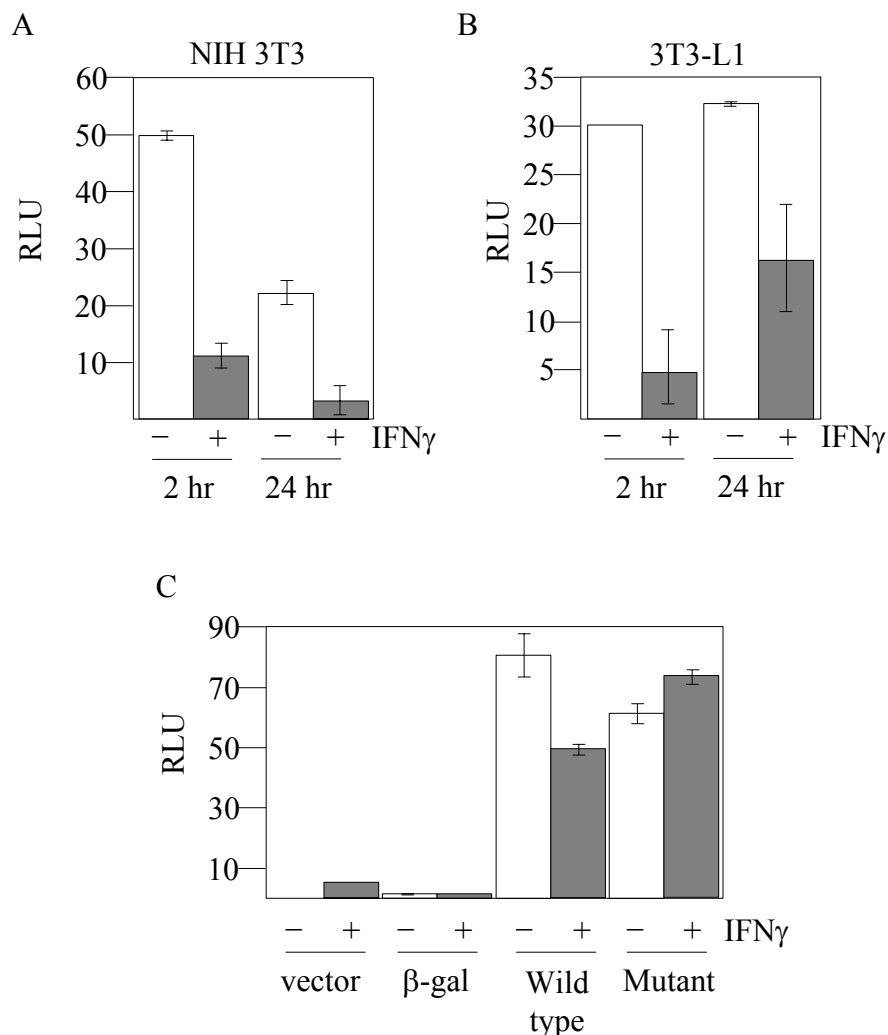 A
NIH 3T3
60
50
40
30
20
10
RLU
− + − + IFNγ
2 hr 24 hr
B
3T3-L1
35
30
25
20
15
10
5
RLU
− + − + IFNγ
2 hr 24 hr
C
90
70
50
30
10
RLU
− + − + − + − + IFNγ
vector β-gal Wild Mutant
type